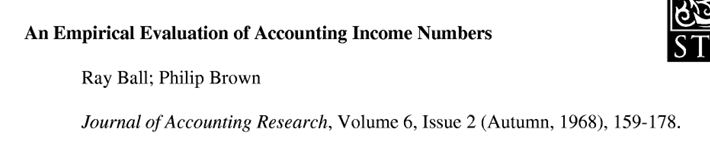 An Empirical Evaluation of Accounting Income Numbers
Ray Ball; Philip Brown
Journal of Accounting Research, Volume 6, Issue 2 (Autumn, 1968), 159-178.
ST